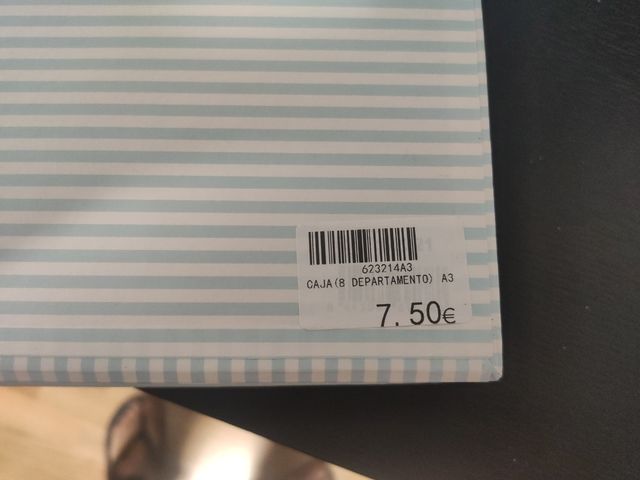 623214A3
CAJA(8 DEPARTAMENTO) A3
7.50€